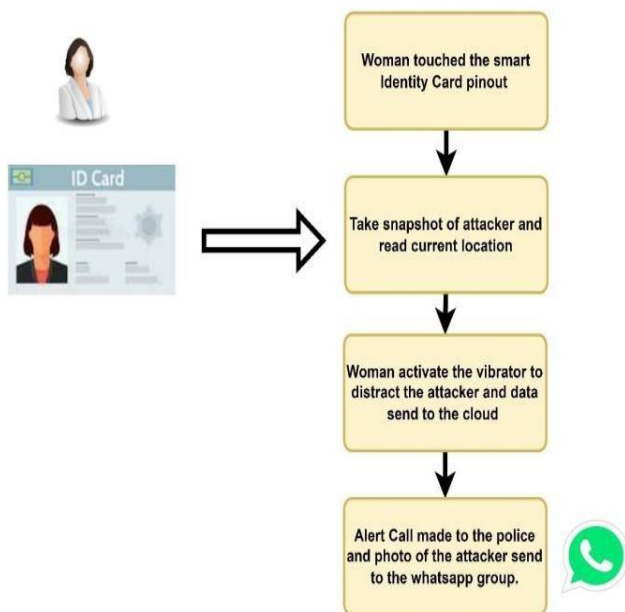 Woman touched the smart
Identity Card pinout
ID Card
Take snapshot of attacker and
read current location
Woman activate the vibrator to
distract the attacker and data
send to the cloud
Alert Call made to the police
and photo of the attacker send
to the whatsapp group.